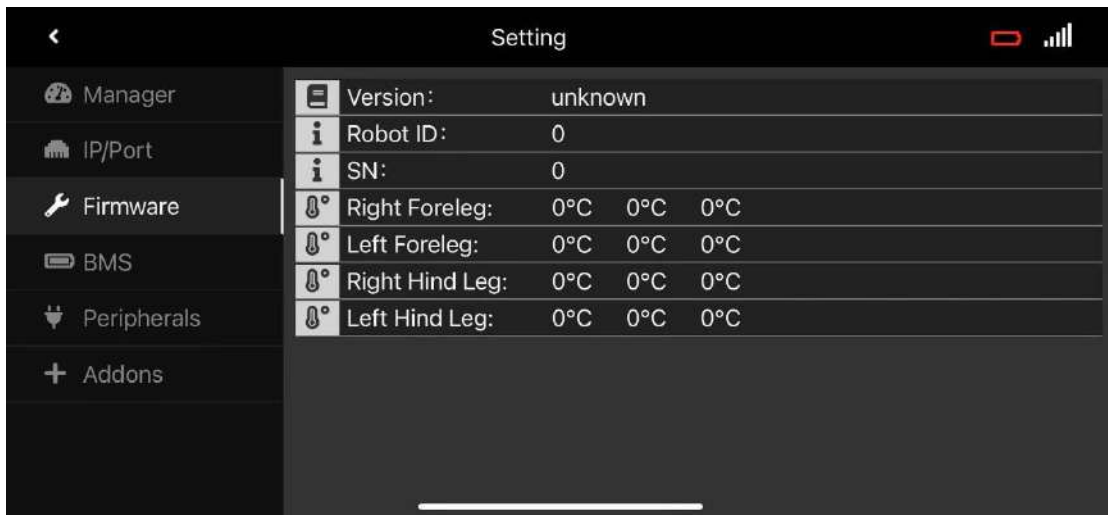 Setting
Manager
IP/Port
Firmware
BMS
Peripherals
Addons
Version: unknown
Robot ID: 0
SN: 0
Right Foreleg: 0°C 0°C 0°C
Left Foreleg: 0°C 0°C 0°C
Right Hind Leg: 0°C 0°C 0°C
Left Hind Leg: 0°C 0°C 0°C